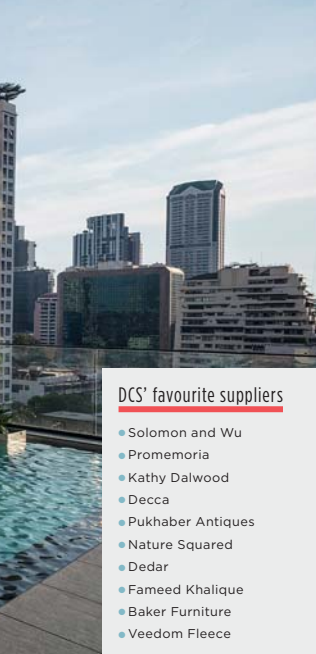 DCS’ favourite suppliers
Solomon and Wu
Promemoria
Kathy Dalwood
Decca
Pukhaber Antiques
Nature Squared
Dedar
Fameed Khalique
Baker Furniture
Veedom Fleece